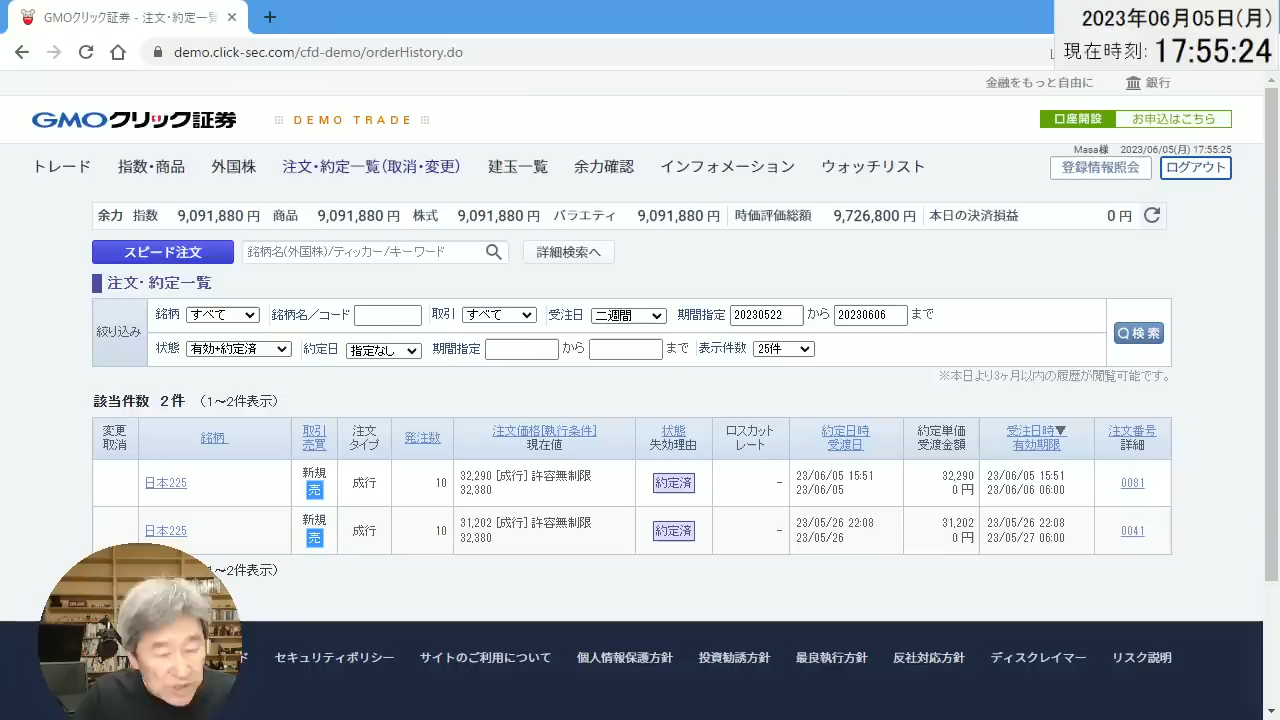 GMOクリック証券 - 注文・約定一覧
demo.click-sec.com/cfd-demo/orderHistory.do
2023年06月05日(月)
現在時刻: 17:55:24
金融をもっと自由に 銀行
GMOクリック証券 DEMO TRADE 口座開設 お申込はこちら
Masa様 2023/06/05(月) 17:55:25
トレード 指数・商品 外国株 注文・約定一覧(取消・変更) 建玉一覧 余力確認 インフォメーション ウォッチリスト 登録情報照会 ログアウト
余力 指数 9,091,880 円 商品 9,091,880 円 株式 9,091,880 円 バラエティ 9,091,880 円 時価評価総額 9,726,800 円 本日の決済損益 0 円
スピード注文 銘柄名(外国株)/ティッカー/キーワード 詳細検索へ
注文・約定一覧
絞り込み 銘柄 すべて 銘柄名/コード 取引 すべて 受注日 二週間 期間指定 20230522 から 20230606 まで
状態 有効+約定済 約定日 指定なし 期間指定 から まで 表示件数 25件 検索
※本日より3ヶ月以内の履歴が閲覧可能です。
該当件数 2件 (1～2件表示)
変更 取引 注文 注文価格[執行条件] 状態 ロスカット 約定日時 約定単価 受注日時▼ 注文番号
銘柄 発注数
取消 売買 タイプ 現在値 失効理由 レート 受渡日 受渡金額 有効期限 詳細
新規 32,290 [成行] 許容無制限 23/06/05 15:51 32,290 23/06/05 15:51
日本225 成行 10 約定済 - 0081
売 32,380 23/06/05 0 円 23/06/06 06:00
新規 31,202 [成行] 許容無制限 23/05/26 22:08 31,202 23/05/26 22:08
日本225 成行 10 約定済 - 0041
売 32,380 23/05/26 0 円 23/05/27 06:00
1～2件表示)
ド セキュリティポリシー サイトのご利用について 個人情報保護方針 投資勧誘方針 最良執行方針 反社対応方針 ディスクレイマー リスク説明